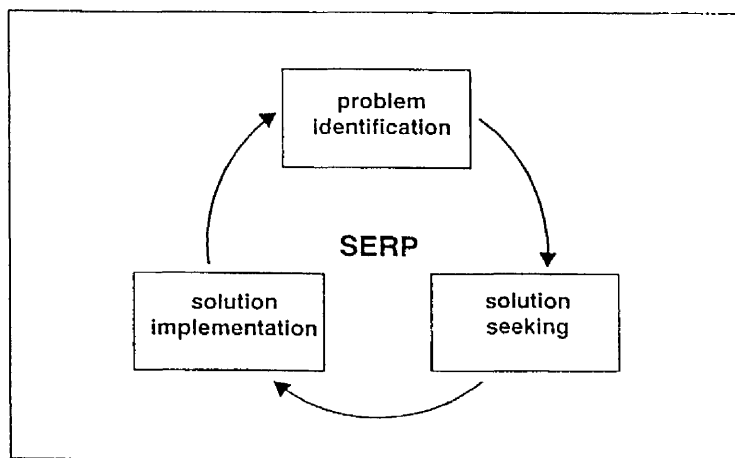 problem
identification
SERP
solution
implementation
solution
seeking